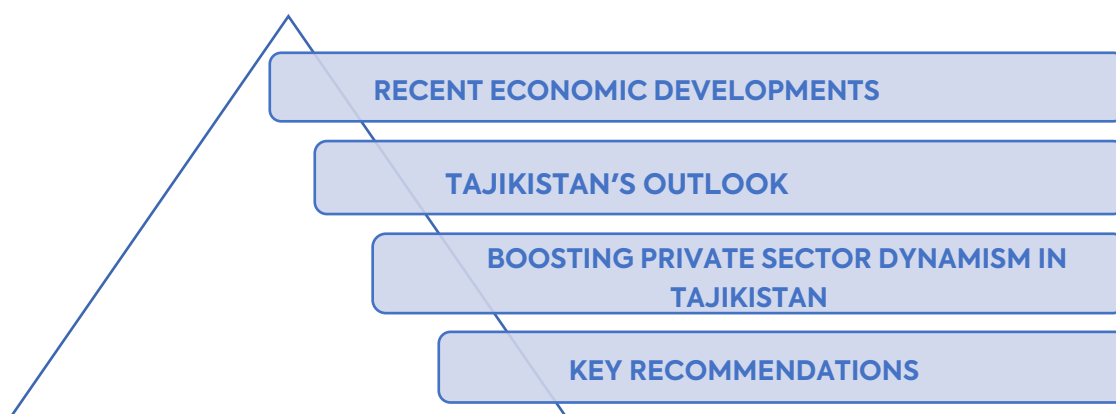 RECENT ECONOMIC DEVELOPMENTS
TAJIKISTAN’S OUTLOOK
BOOSTING PRIVATE SECTOR DYNAMISM IN
TAJIKISTAN
KEY RECOMMENDATIONS